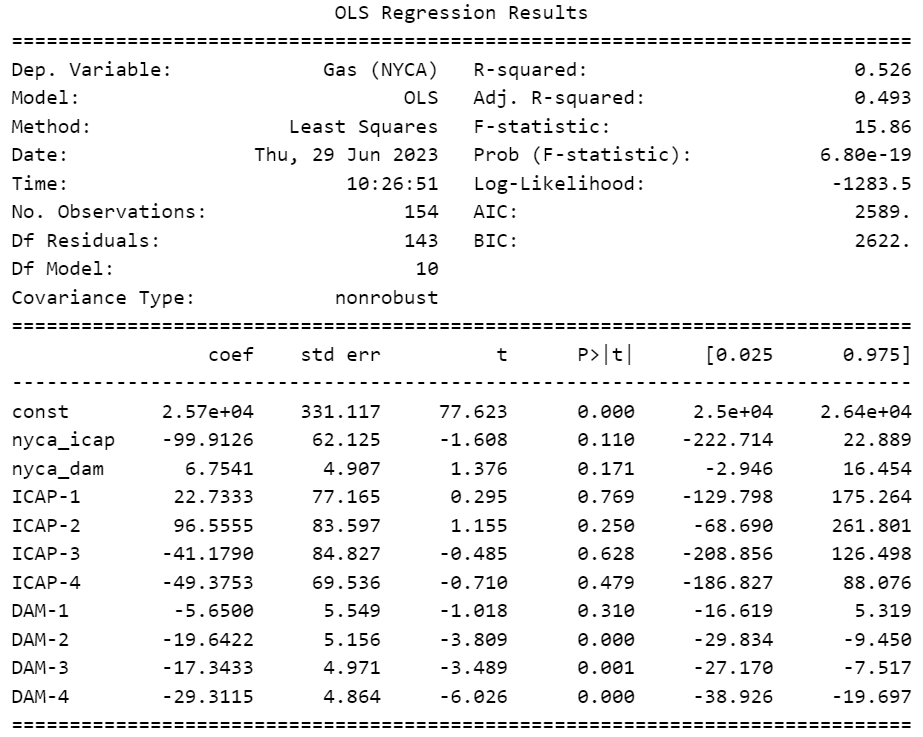 OLS Regression Results
==============================================================================
Dep. Variable: Gas (NYCA) R-squared: 0.526
Model: OLS Adj. R-squared: 0.493
Method: Least Squares F-statistic: 15.86
Date: Thu, 29 Jun 2023 Prob (F-statistic): 6.80e-19
Time: 10:26:51 Log-Likelihood: -1283.5
No. Observations: 154 AIC: 2589.
Df Residuals: 143 BIC: 2622.
Df Model: 10
Covariance Type: nonrobust
==============================================================================
coef std err t P>|t| [0.025 0.975]
------------------------------------------------------------------------------
const 2.57e+04 331.117 77.623 0.000 2.5e+04 2.64e+04
nyca_icap -99.9126 62.125 -1.608 0.110 -222.714 22.889
nyca_dam 6.7541 4.907 1.376 0.171 -2.946 16.454
ICAP-1 22.7333 77.165 0.295 0.769 -129.798 175.264
ICAP-2 96.5555 83.597 1.155 0.250 -68.690 261.801
ICAP-3 -41.1790 84.827 -0.485 0.628 -208.856 126.498
ICAP-4 -49.3753 69.536 -0.710 0.479 -186.827 88.076
DAM-1 -5.6500 5.549 -1.018 0.310 -16.619 5.319
DAM-2 -19.6422 5.156 -3.809 0.000 -29.834 -9.450
DAM-3 -17.3433 4.971 -3.489 0.001 -27.170 -7.517
DAM-4 -29.3115 4.864 -6.026 0.000 -38.926 -19.697
==============================================================================